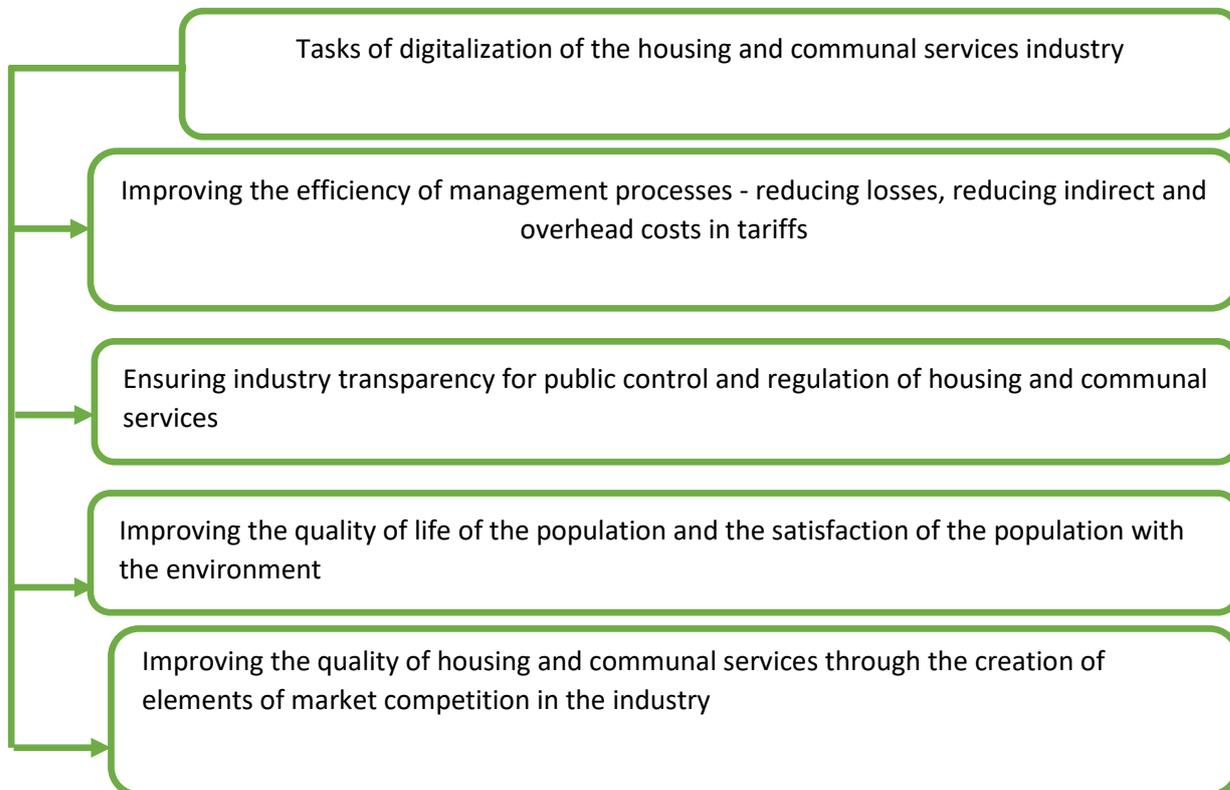 Tasks of digitalization of the housing and communal services industry
Improving the efficiency of management processes - reducing losses, reducing indirect and
overhead costs in tariffs
Ensuring industry transparency for public control and regulation of housing and communal
services
Improving the quality of life of the population and the satisfaction of the population with
the environment
Improving the quality of housing and communal services through the creation of
elements of market competition in the industry